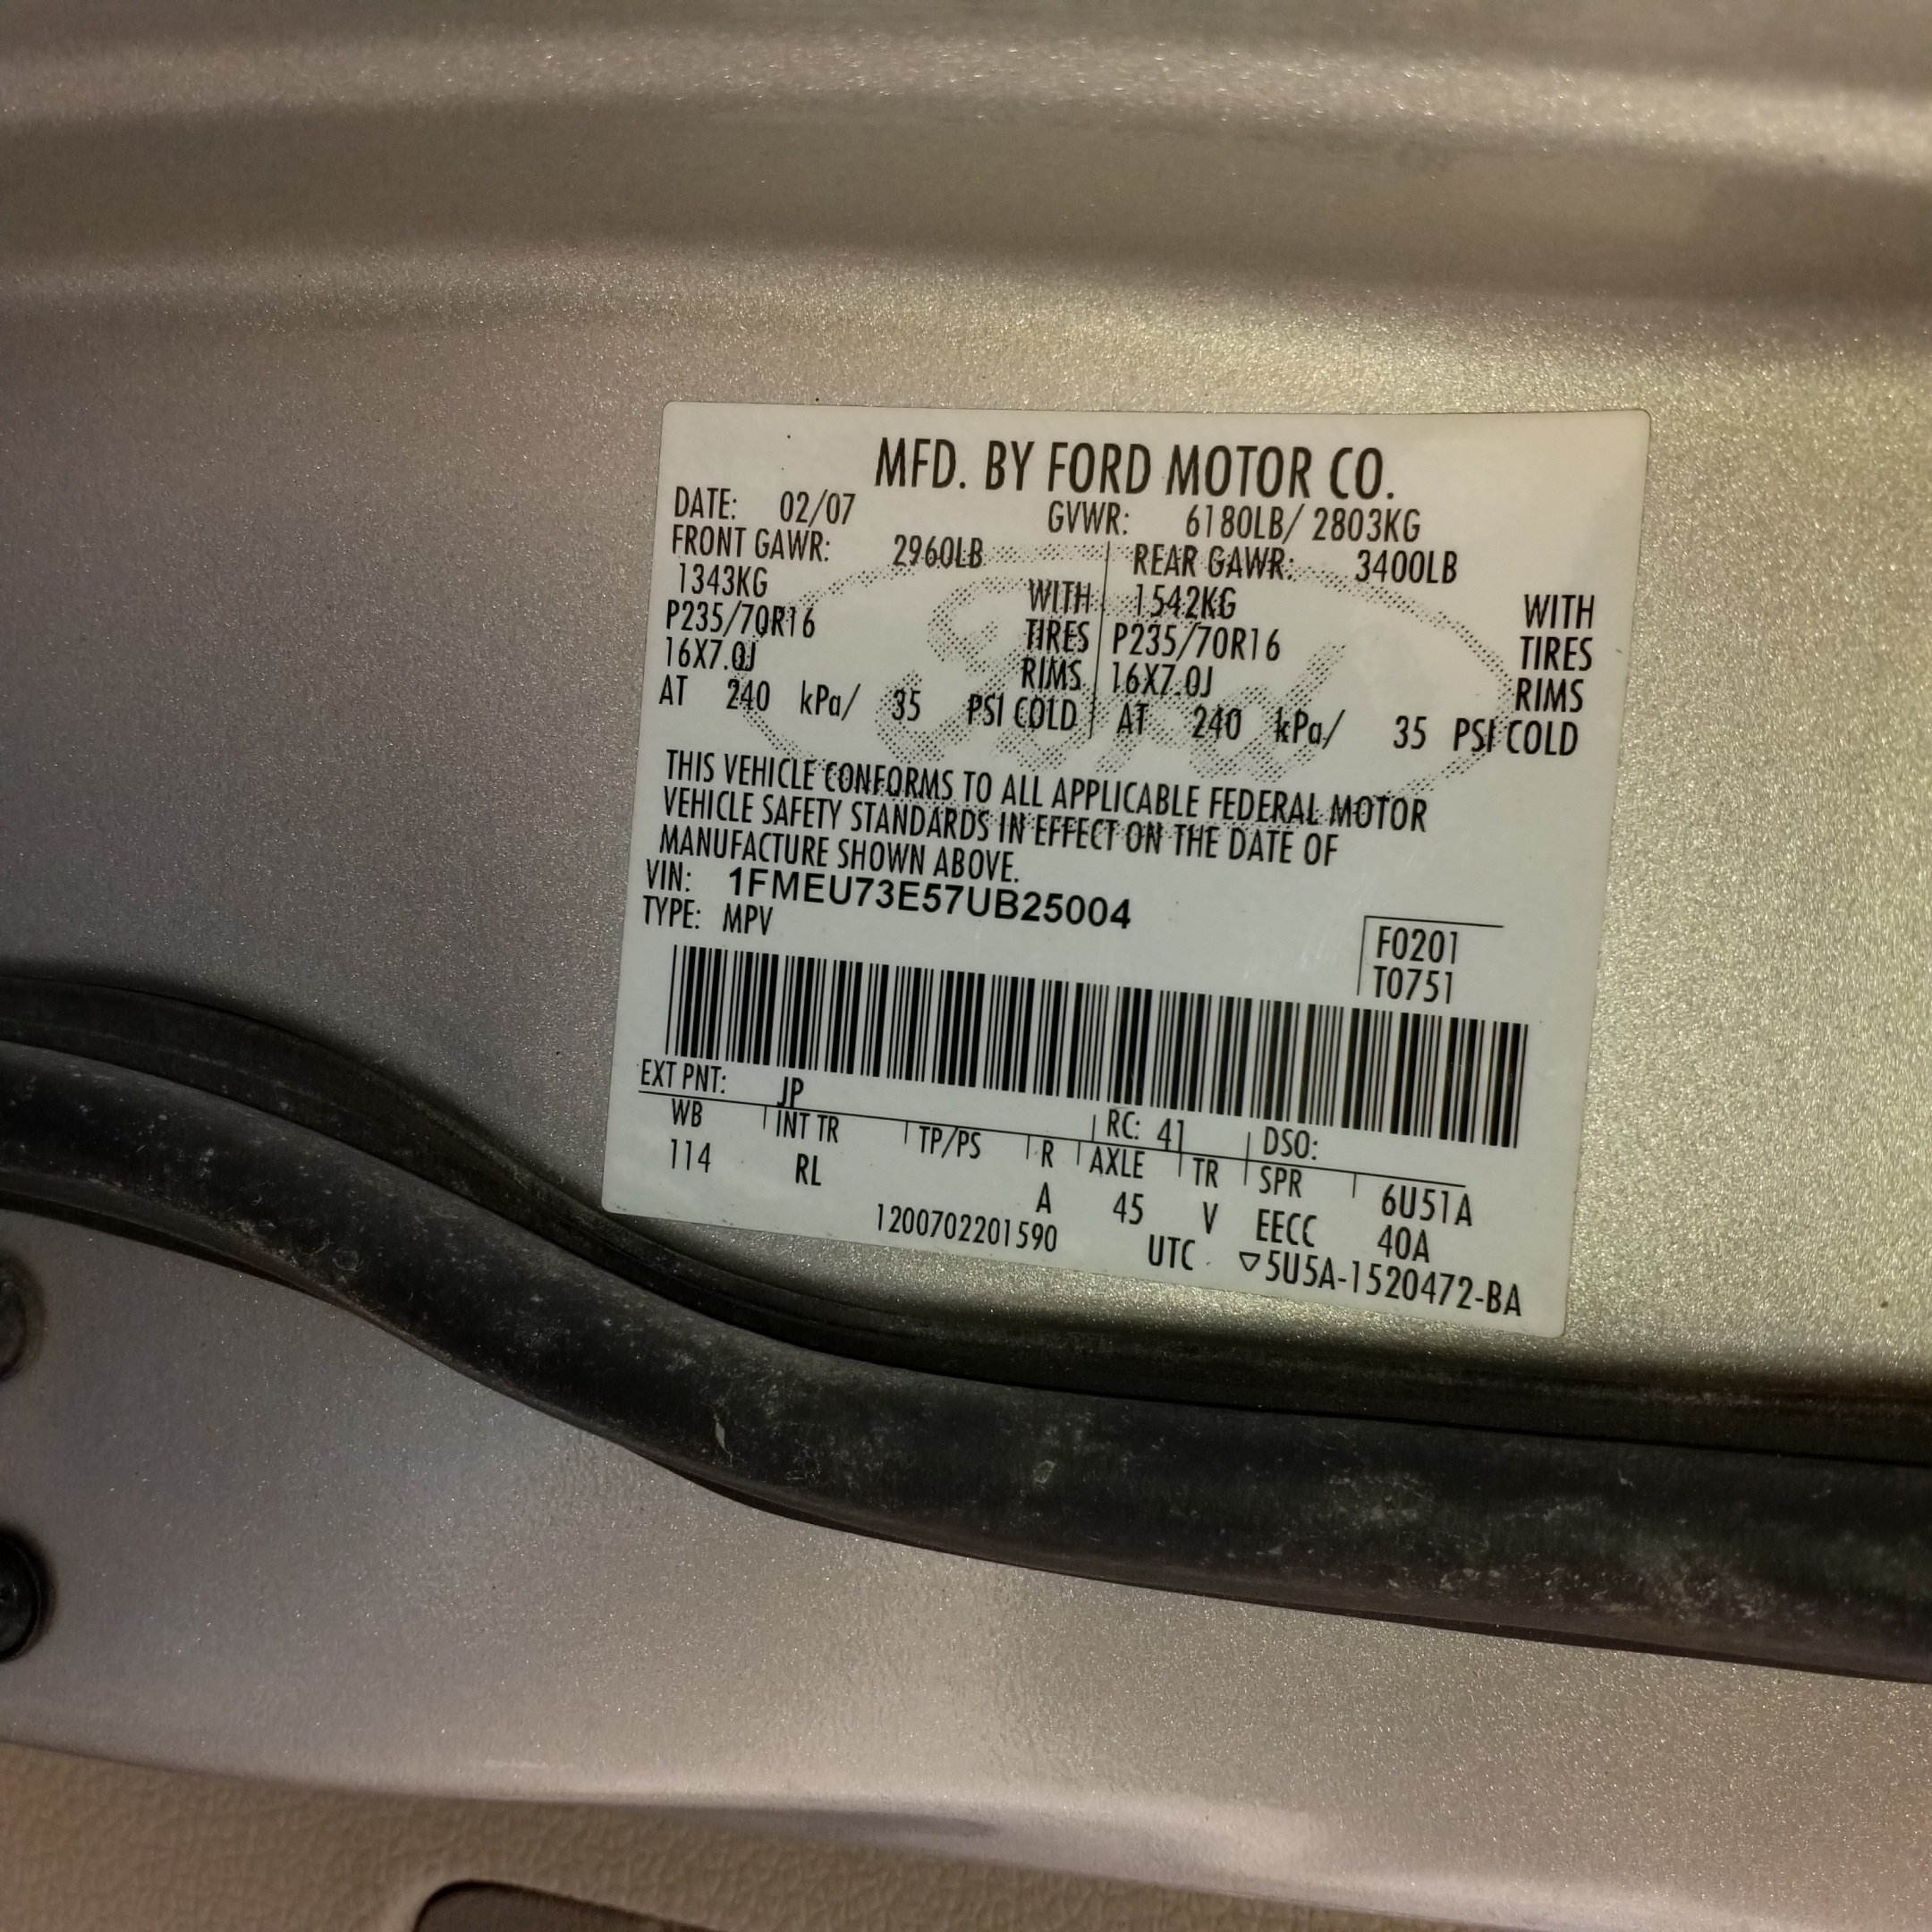 MFD. BY FORD MOTOR CO.
DATE: 02/07 GVWR: 6180LB/ 2803KG
FRONT GAWR: 2960LB REAR GAWR: 3400LB
1343KG WITH 1542KG WITH
P235/70R16 TIRES P235/70R16 TIRES
16X7.0J RIMS 16X7.0J RIMS
AT 240 kPa/ 35 PSI COLD AT 240 kPa/ 35 PSI COLD
Ford
THIS VEHICLE CONFORMS TO ALL APPLICABLE FEDERAL MOTOR
VEHICLE SAFETY STANDARDS IN EFFECT ON THE DATE OF
MANUFACTURE SHOWN ABOVE.
VIN: 1FMEU73E57UB25004
TYPE: MPV
F0201
T0751
EXT PNT: JP RC: 41 DSO:
WB INT TR TP/PS R AXLE TR SPR 6U51A
114 RL A 45 V EECC 40A
1200702201590 UTC ▽5U5A-1520472-BA